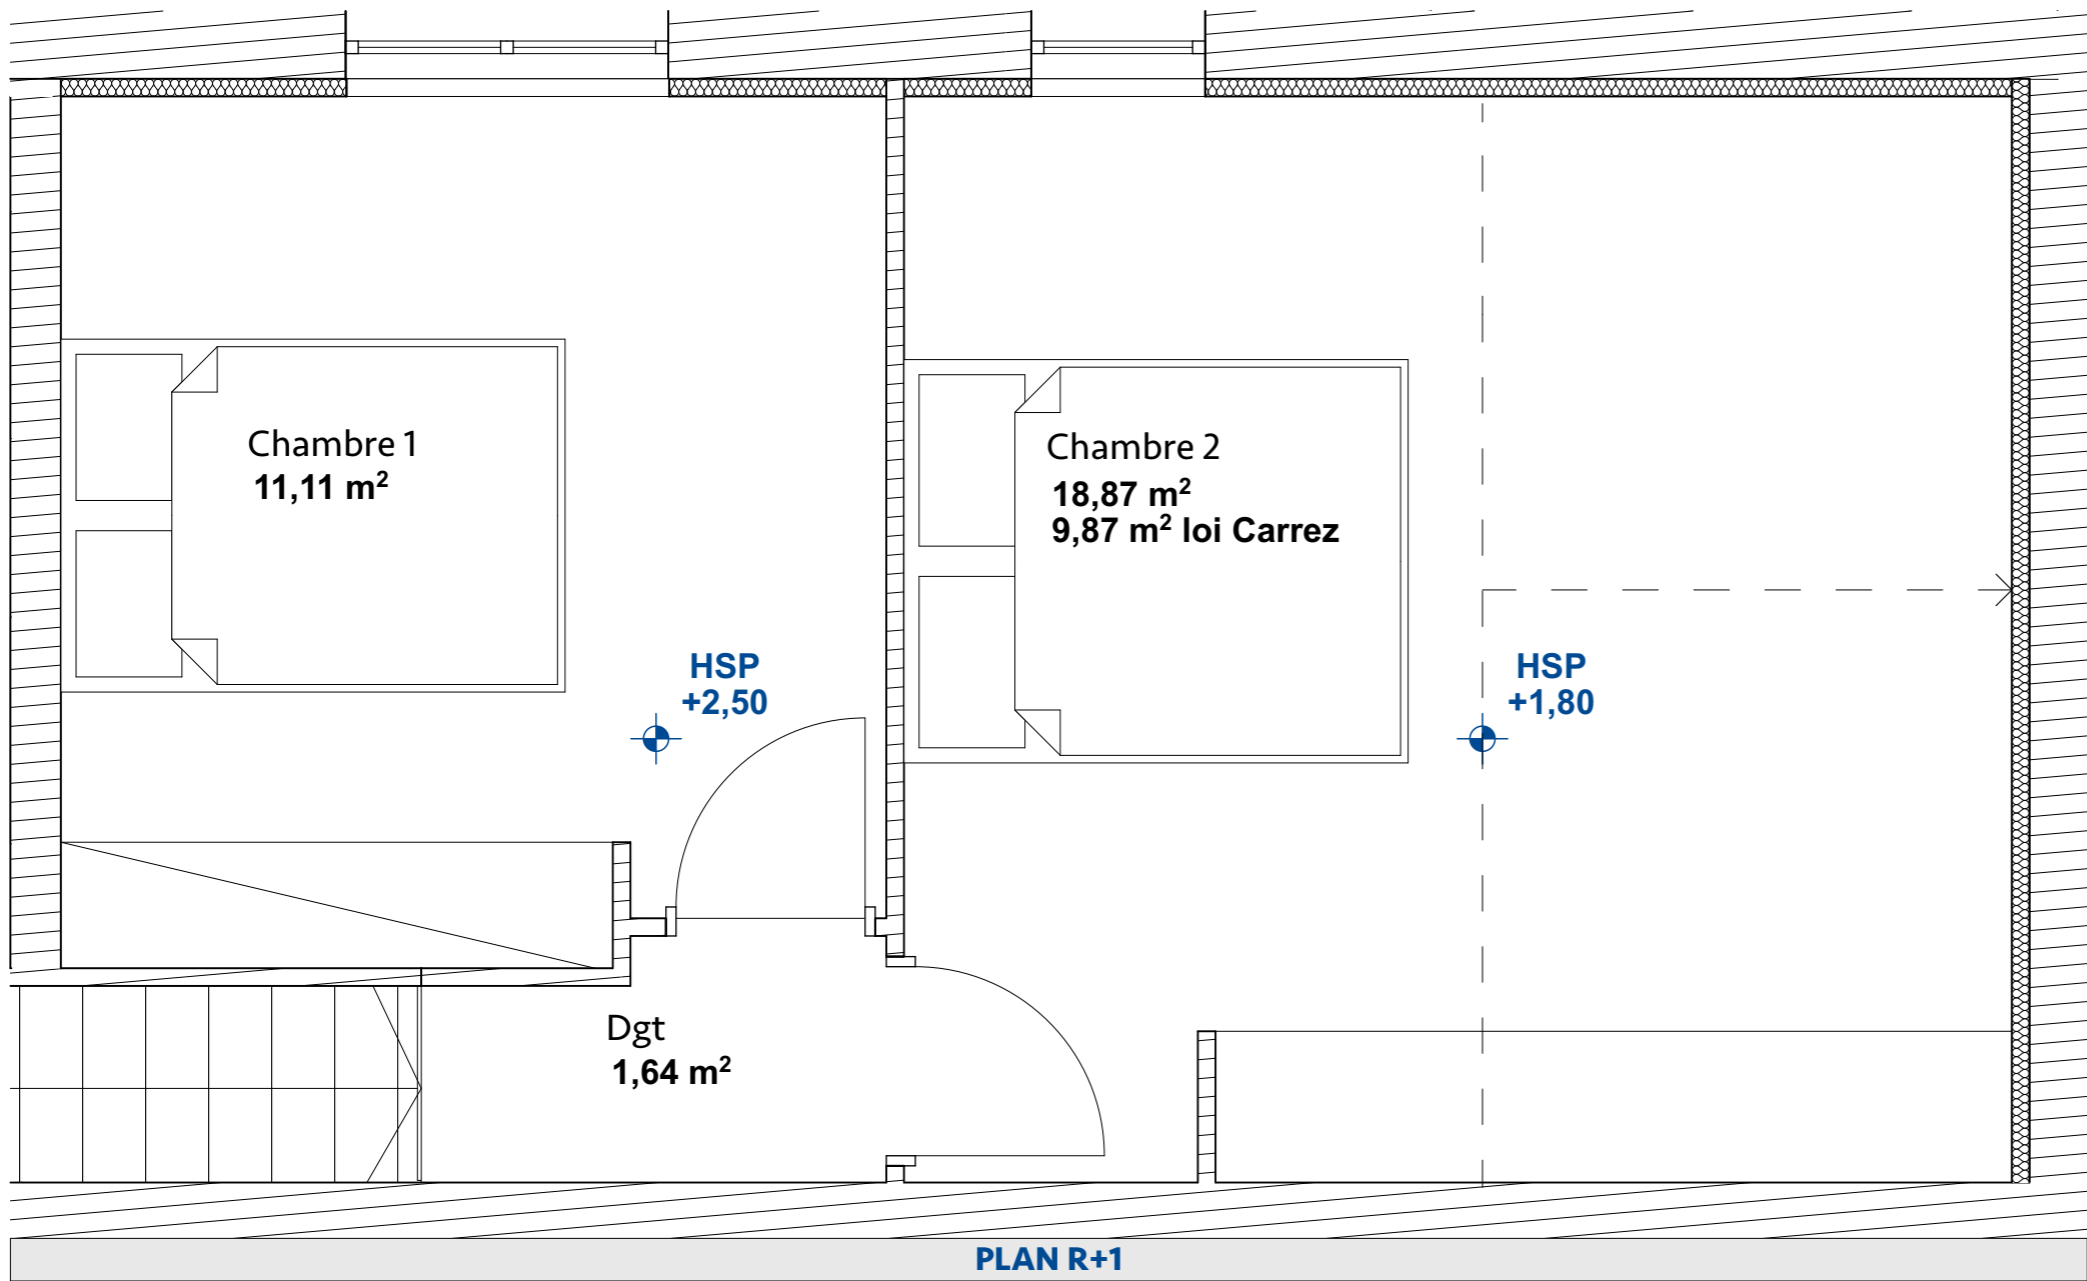 Chambre 1
11,11 m²
Chambre 2
18,87 m²
9,87 m² loi Carrez
HSP
+2,50
HSP
+1,80
Dgt
1,64 m²
PLAN R+1